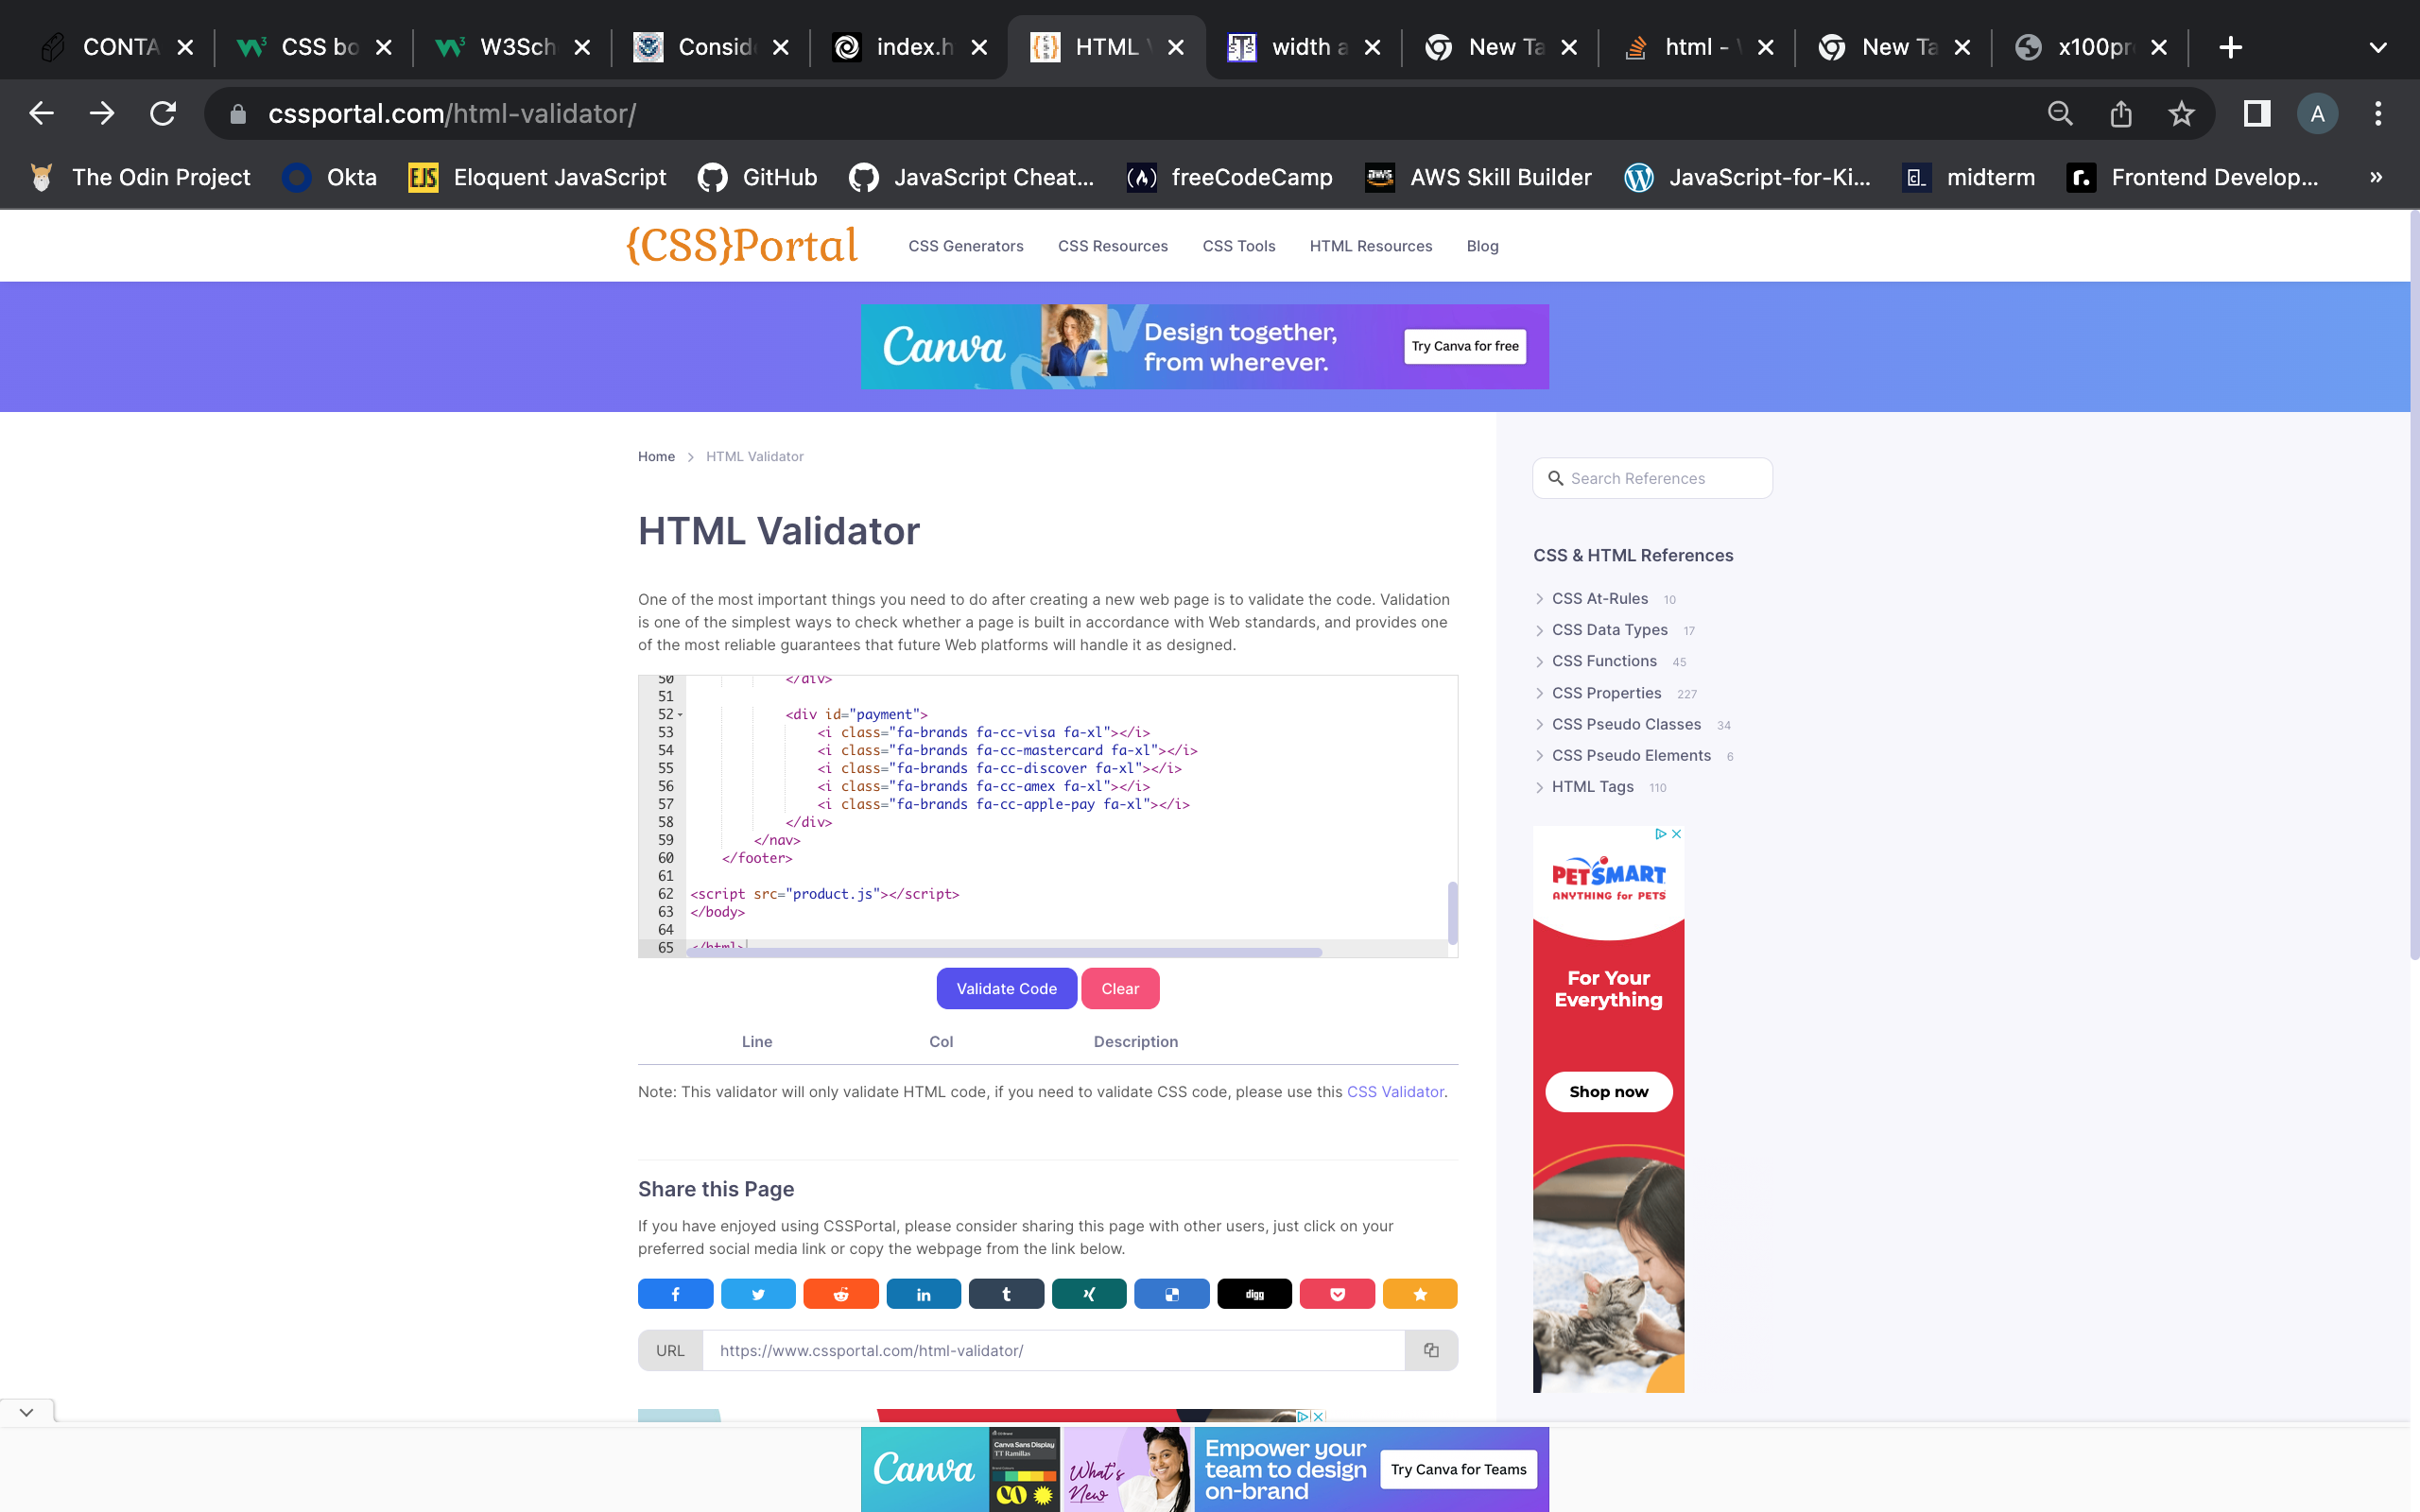 CONTA
CSS bo
W3Sch
Consid
index.h
HTML V
width a
New Ta
html - V
New Ta
x100pr
cssportal.com/html-validator/
A
The Odin Project
Okta
EJS
Eloquent JavaScript
GitHub
JavaScript Cheat...
(∧)
freeCodeCamp
AWS Skill Builder
JavaScript-for-Ki...
midterm
Frontend Develop...
»
{CSS}Portal
CSS Generators
CSS Resources
CSS Tools
HTML Resources
Blog
Canva
Design together,
from wherever.
Try Canva for free
Home
HTML Validator
Search References
HTML Validator
CSS & HTML References
One of the most important things you need to do after creating a new web page is to validate the code. Validation
is one of the simplest ways to check whether a page is built in accordance with Web standards, and provides one
of the most reliable guarantees that future Web platforms will handle it as designed.
CSS At-Rules 10
CSS Data Types 17
CSS Functions 45
CSS Properties 227
CSS Pseudo Classes 34
CSS Pseudo Elements 6
HTML Tags 110
50 </div>
51
52 <div id="payment">
53 <i class="fa-brands fa-cc-visa fa-xl"></i>
54 <i class="fa-brands fa-cc-mastercard fa-xl"></i>
55 <i class="fa-brands fa-cc-discover fa-xl"></i>
56 <i class="fa-brands fa-cc-amex fa-xl"></i>
57 <i class="fa-brands fa-cc-apple-pay fa-xl"></i>
58 </div>
59 </nav>
60 </footer>
61
62 <script src="product.js"></script>
63 </body>
64
65 </html>
Validate Code
Clear
Line
Col
Description
Note: This validator will only validate HTML code, if you need to validate CSS code, please use this CSS Validator.
PETSMART
ANYTHING for PETS
For Your
Everything
Shop now
Share this Page
If you have enjoyed using CSSPortal, please consider sharing this page with other users, just click on your
preferred social media link or copy the webpage from the link below.
digg
URL
https://www.cssportal.com/html-validator/
Canva
Canva Sans Display
TT Ramillas
What's
New
Empower your
team to design
on-brand
Try Canva for Teams